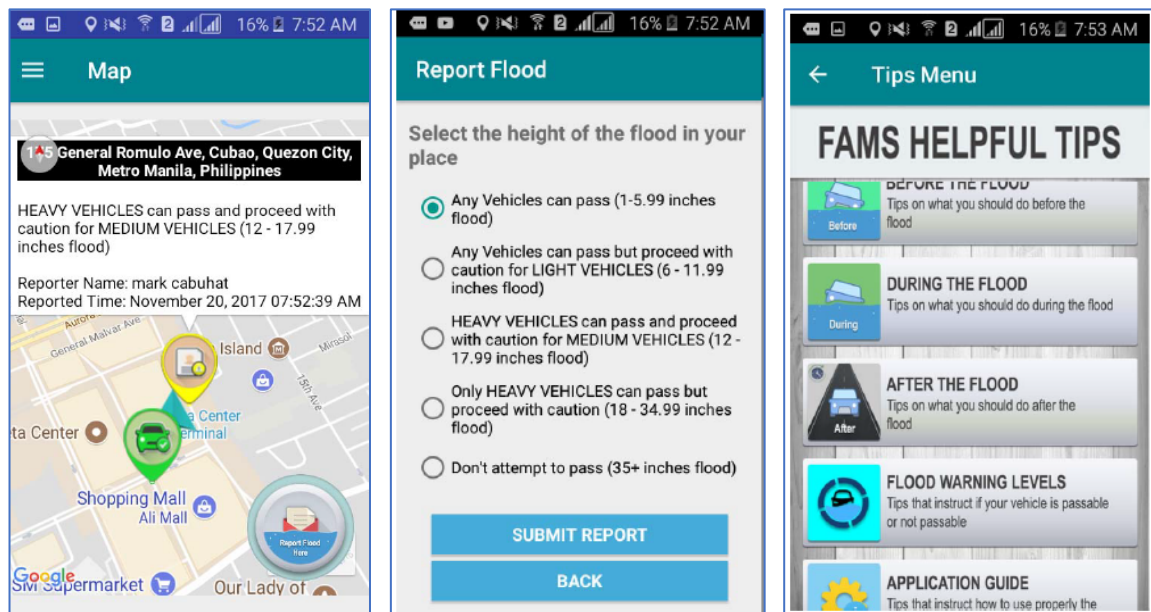 16% 7:52 AM
Map
General Romulo Ave, Cubao, Quezon City,
Metro Manila, Philippines
HEAVY VEHICLES can pass and proceed with
caution for MEDIUM VEHICLES (12 - 17.99
inches flood)
Reporter Name: mark cabuhat
Reported Time: November 20, 2017 07:52:39 AM
General Malvar Ave
Island
Mirasol
15th Ave
Center
ta Center
Shopping Mall
Ali Mall
Report Flood
Here
Google
SM Supermarket
Our Lady of
2 16% 7:52 AM
Report Flood
Select the height of the flood in your
place
Any Vehicles can pass (1-5.99 inches
flood)
Any Vehicles can pass but proceed with
caution for LIGHT VEHICLES (6 - 11.99
inches flood)
HEAVY VEHICLES can pass and proceed
with caution for MEDIUM VEHICLES (12 -
17.99 inches flood)
Only HEAVY VEHICLES can pass but
proceed with caution (18 - 34.99 inches
flood)
Don't attempt to pass (35+ inches flood)
SUBMIT REPORT
BACK
2 16% 7:53 AM
Tips Menu
FAMS HELPFUL TIPS
BEFORE THE FLOOD
Tips on what you should do before the
flood
Before
DURING THE FLOOD
Tips on what you should do during the flood
During
AFTER THE FLOOD
Tips on what you should do after the
flood
After
FLOOD WARNING LEVELS
Tips that instruct if your vehicle is passable
or not passable
APPLICATION GUIDE
Tips that instruct how to use properly the